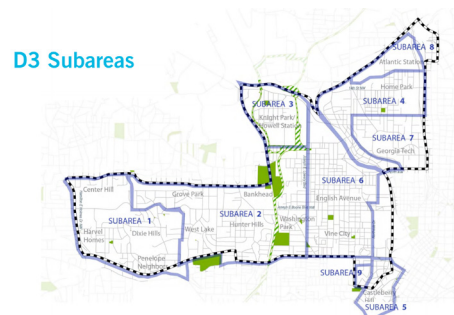 D3 Subareas
SUBAREA 8
Atlantic Station
Home Park
SUBAREA 4
SUBAREA 3
Knight Park/
Howell Station
SUBAREA 7
Georgia Tech
SUBAREA 6
Center Hill
Grove Park
Bankhead
English Avenue
SUBAREA 1
SUBAREA 2
Washington
Park
Harvel
Homes
Dixie Hills
West Lake
Hunter Hills
Vine City
Penelope
Neighbors
SUBAREA 9
Castleberry
Hill
SUBAREA 5